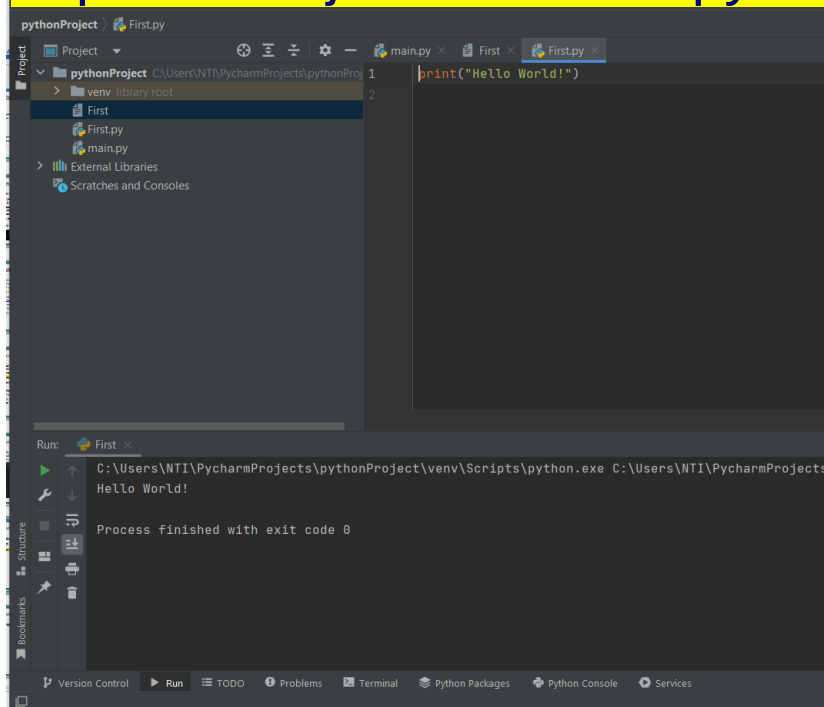 pythonProject First.py
Project
main.py First First.py
pythonProject C:\Users\NTI\PycharmProjects\pythonProj
venv library root
First
First.py
main.py
External Libraries
Scratches and Consoles
1 print("Hello World!")
2
Project
Run: First
C:\Users\NTI\PycharmProjects\pythonProject\venv\Scripts\python.exe C:\Users\NTI\PycharmProjects
Hello World!
Process finished with exit code 0
Structure
Bookmarks
Version Control Run TODO Problems Terminal Python Packages Python Console Services